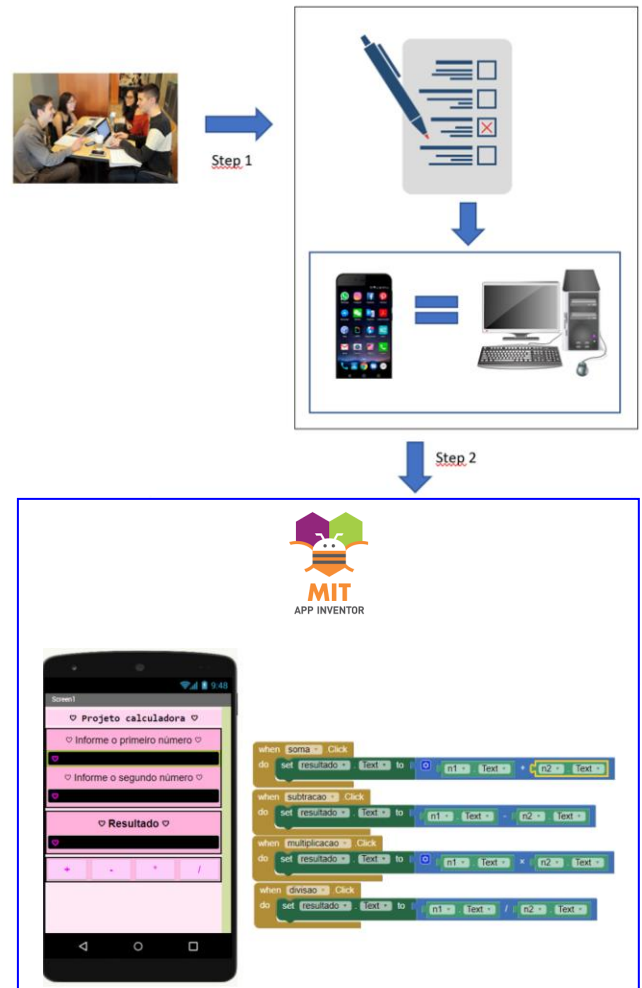 Step 1
Step 2
MIT
APP INVENTOR
9:48
Screen1
♡ Projeto calculadora ♡
♡ Informe o primeiro número ♡
♡ Informe o segundo número ♡
♡ Resultado ♡
+ - * /
when soma Click
do set resultado . Text to n1 . Text + n2 . Text
when subtracao .Click
do set resultado . Text to n1 . Text - n2 . Text
when multiplicacao .Click
do set resultado . Text to n1 . Text × n2 . Text
when divisao . Click
do set resultado . Text to n1 . Text / n2 . Text